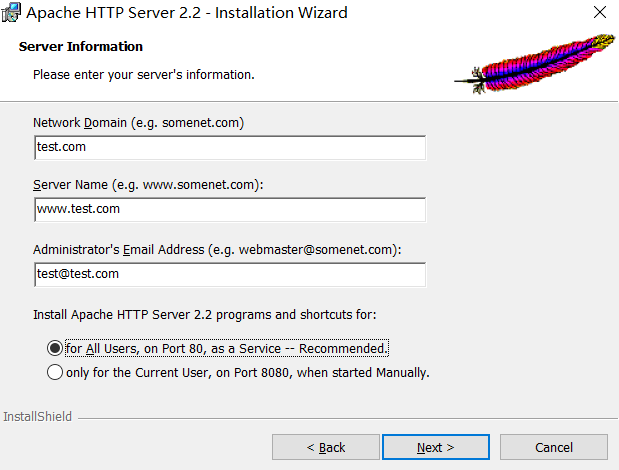 Apache HTTP Server 2.2 - Installation Wizard
Server Information
Please enter your server's information.
Network Domain (e.g. somenet.com)
test.com
Server Name (e.g. www.somenet.com):
www.test.com
Administrator's Email Address (e.g. webmaster@somenet.com):
test@test.com
Install Apache HTTP Server 2.2 programs and shortcuts for:
for All Users, on Port 80, as a Service -- Recommended.
only for the Current User, on Port 8080, when started Manually.
InstallShield
< Back
Next >
Cancel